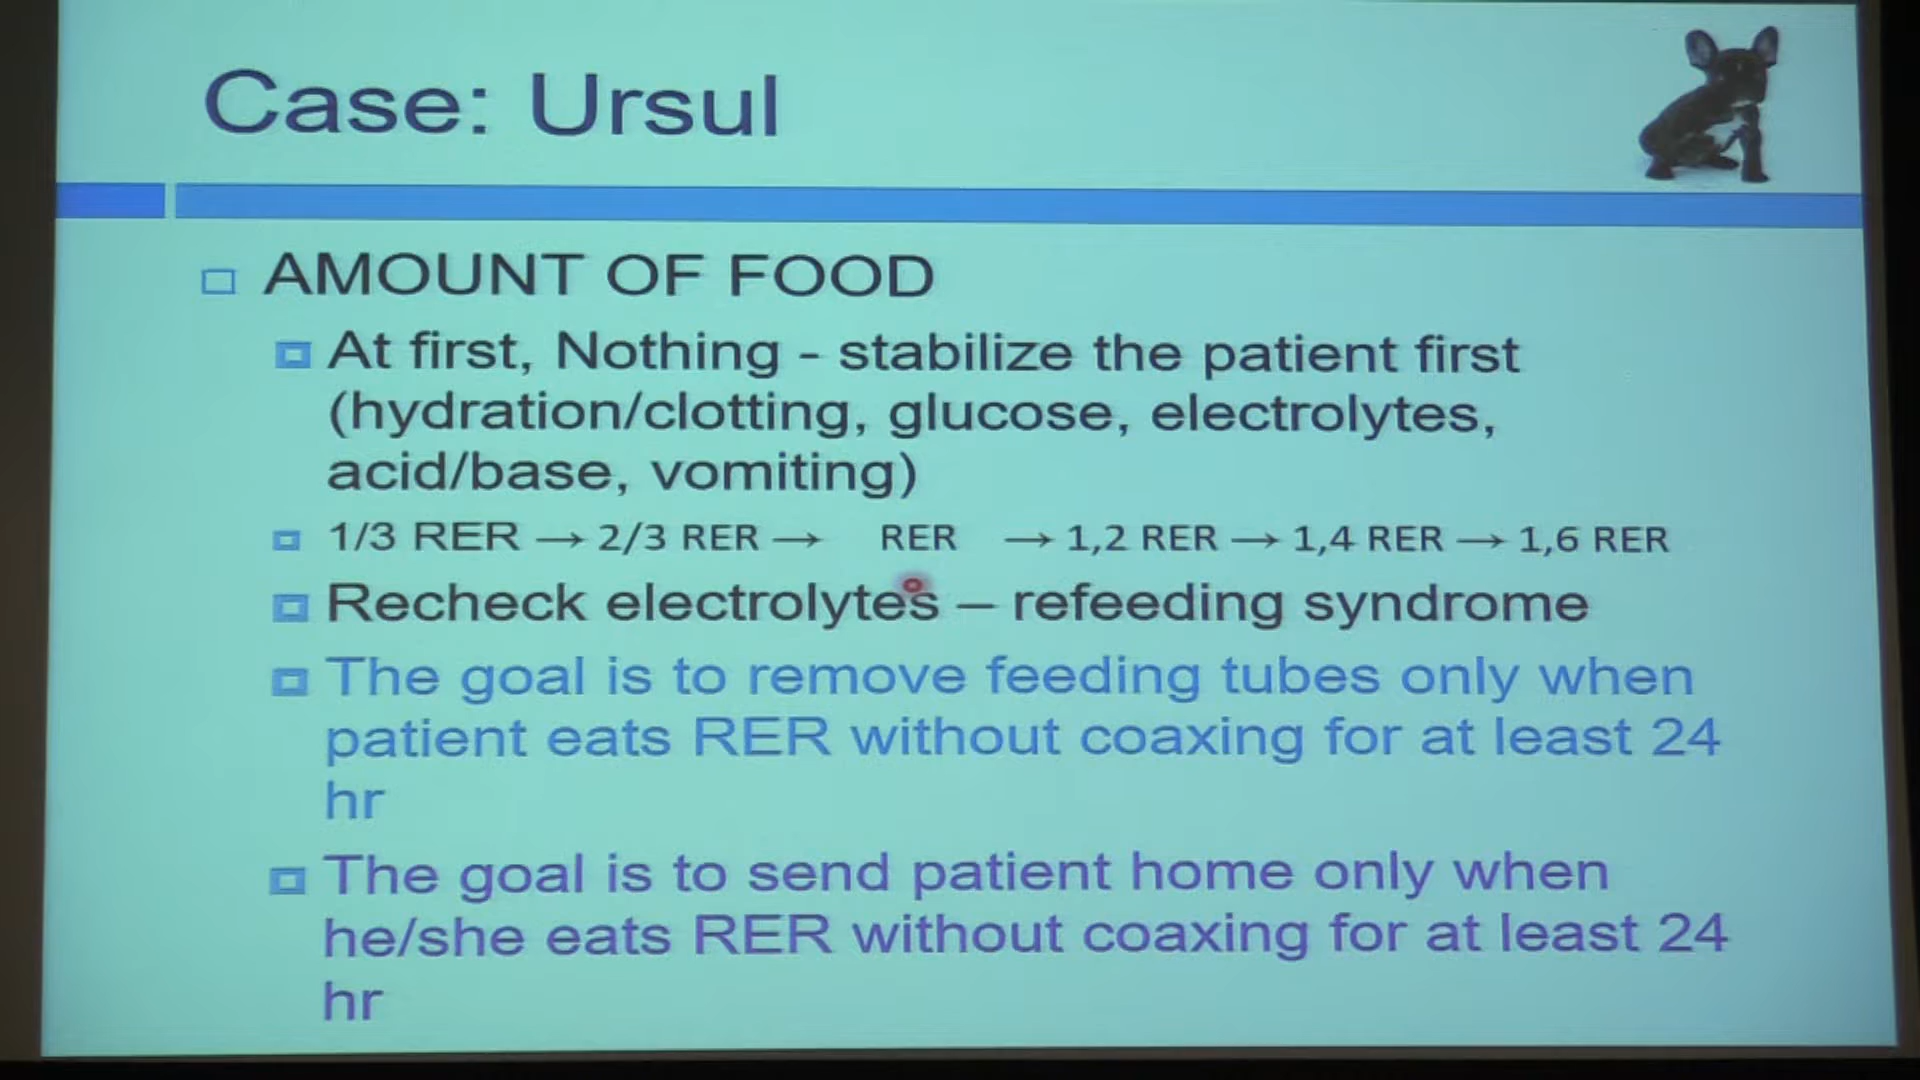 Case: Ursul
AMOUNT OF FOOD
At first, Nothing - stabilize the patient first
(hydration/clotting, glucose, electrolytes,
acid/base, vomiting)
1/3 RER → 2/3 RER → RER → 1,2 RER → 1,4 RER → 1,6 RER
Recheck electrolytes – refeeding syndrome
The goal is to remove feeding tubes only when
patient eats RER without coaxing for at least 24
hr
The goal is to send patient home only when
he/she eats RER without coaxing for at least 24
hr